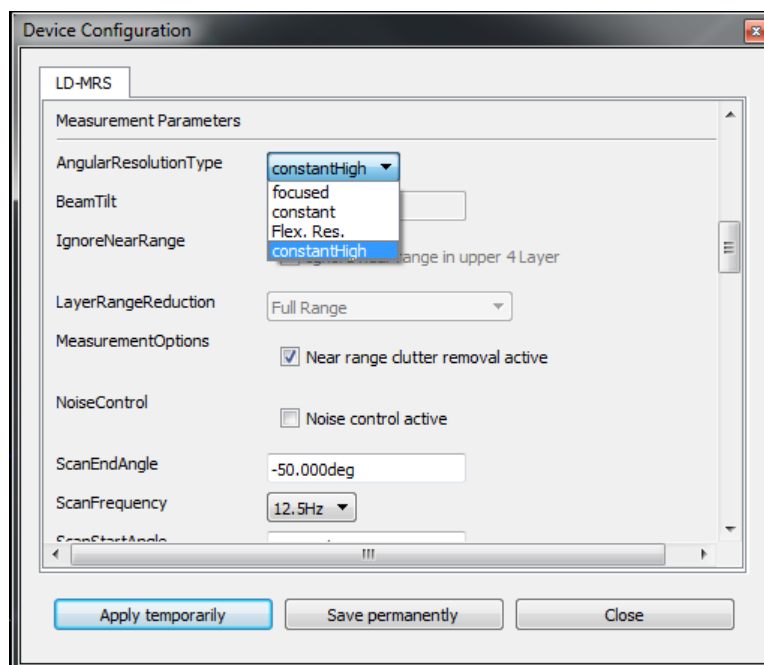 Device Configuration
LD-MRS
Measurement Parameters
AngularResolutionType constantHigh
focused
BeamTilt
constant
Flex. Res.
IgnoreNearRange
constantHigh
range in upper 4 Layer
LayerRangeReduction Full Range
MeasurementOptions
Near range clutter removal active
NoiseControl
Noise control active
ScanEndAngle -50.000deg
ScanFrequency 12.5Hz
ScanStartAngle
Apply temporarily Save permanently Close